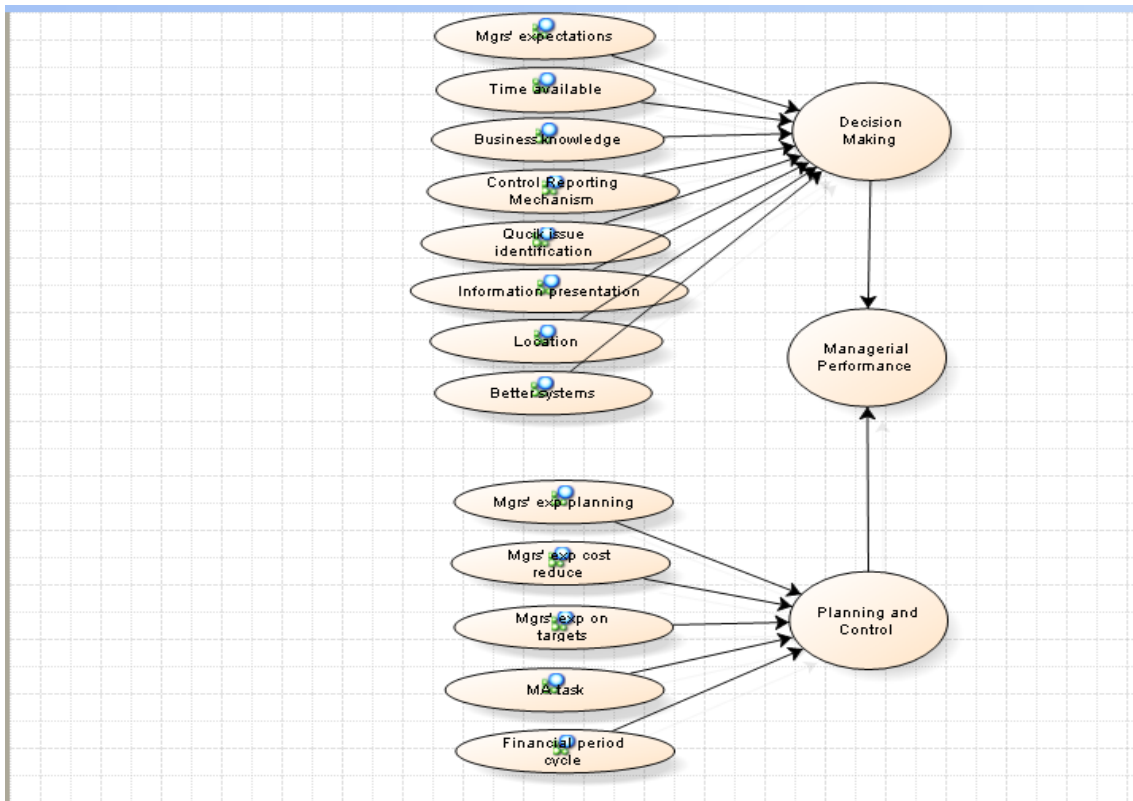 Mgrs' expectations
Time available
Business knowledge
Control Reporting
Mechanism
Qucik issue
identification
Information presentation
Location
Better systems
Decision
Making
Managerial
Performance
Mgrs' exp planning
Mgrs' exp cost
reduce
Mgrs' exp on
targets
MA task
Financial period
cycle
Planning and
Control